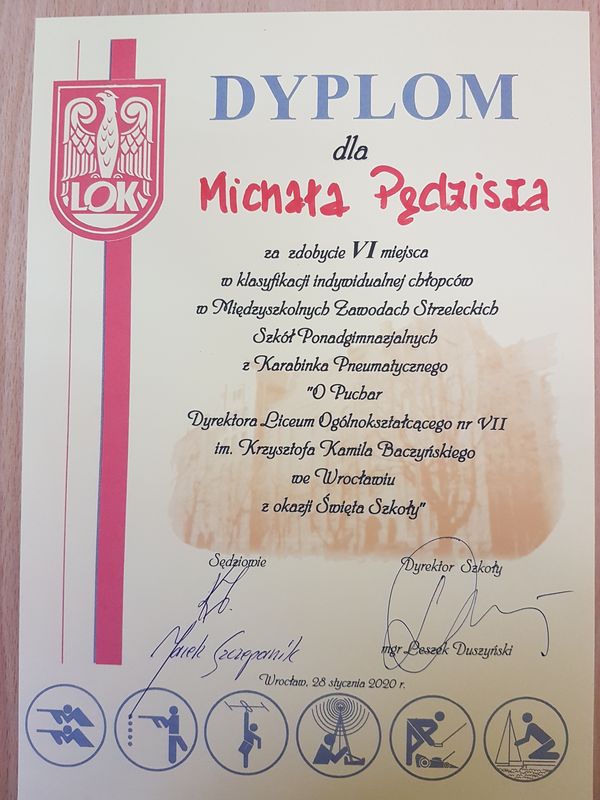 DYPLOM
dla
Michała Pędzisza
LOK
za zdobycie VI miejsca
w klasyfikacji indywidualnej chłopców
w Międzyszkolnych Zawodach Strzeleckich
Szkół Ponadgimnazjalnych
z Karabinka Pneumatycznego
"O Puchar
Dyrektora Liceum Ogólnokształcącego nr VII
im. Krzysztofa Kamila Baczyńskiego
we Wrocławiu
z okazji Święta Szkoły"
Sędziowie
Dyrektor Szkoły
Marek Szczepanik
mgr Leszek Duszyński
Wrocław, 28 stycznia 2020 r.